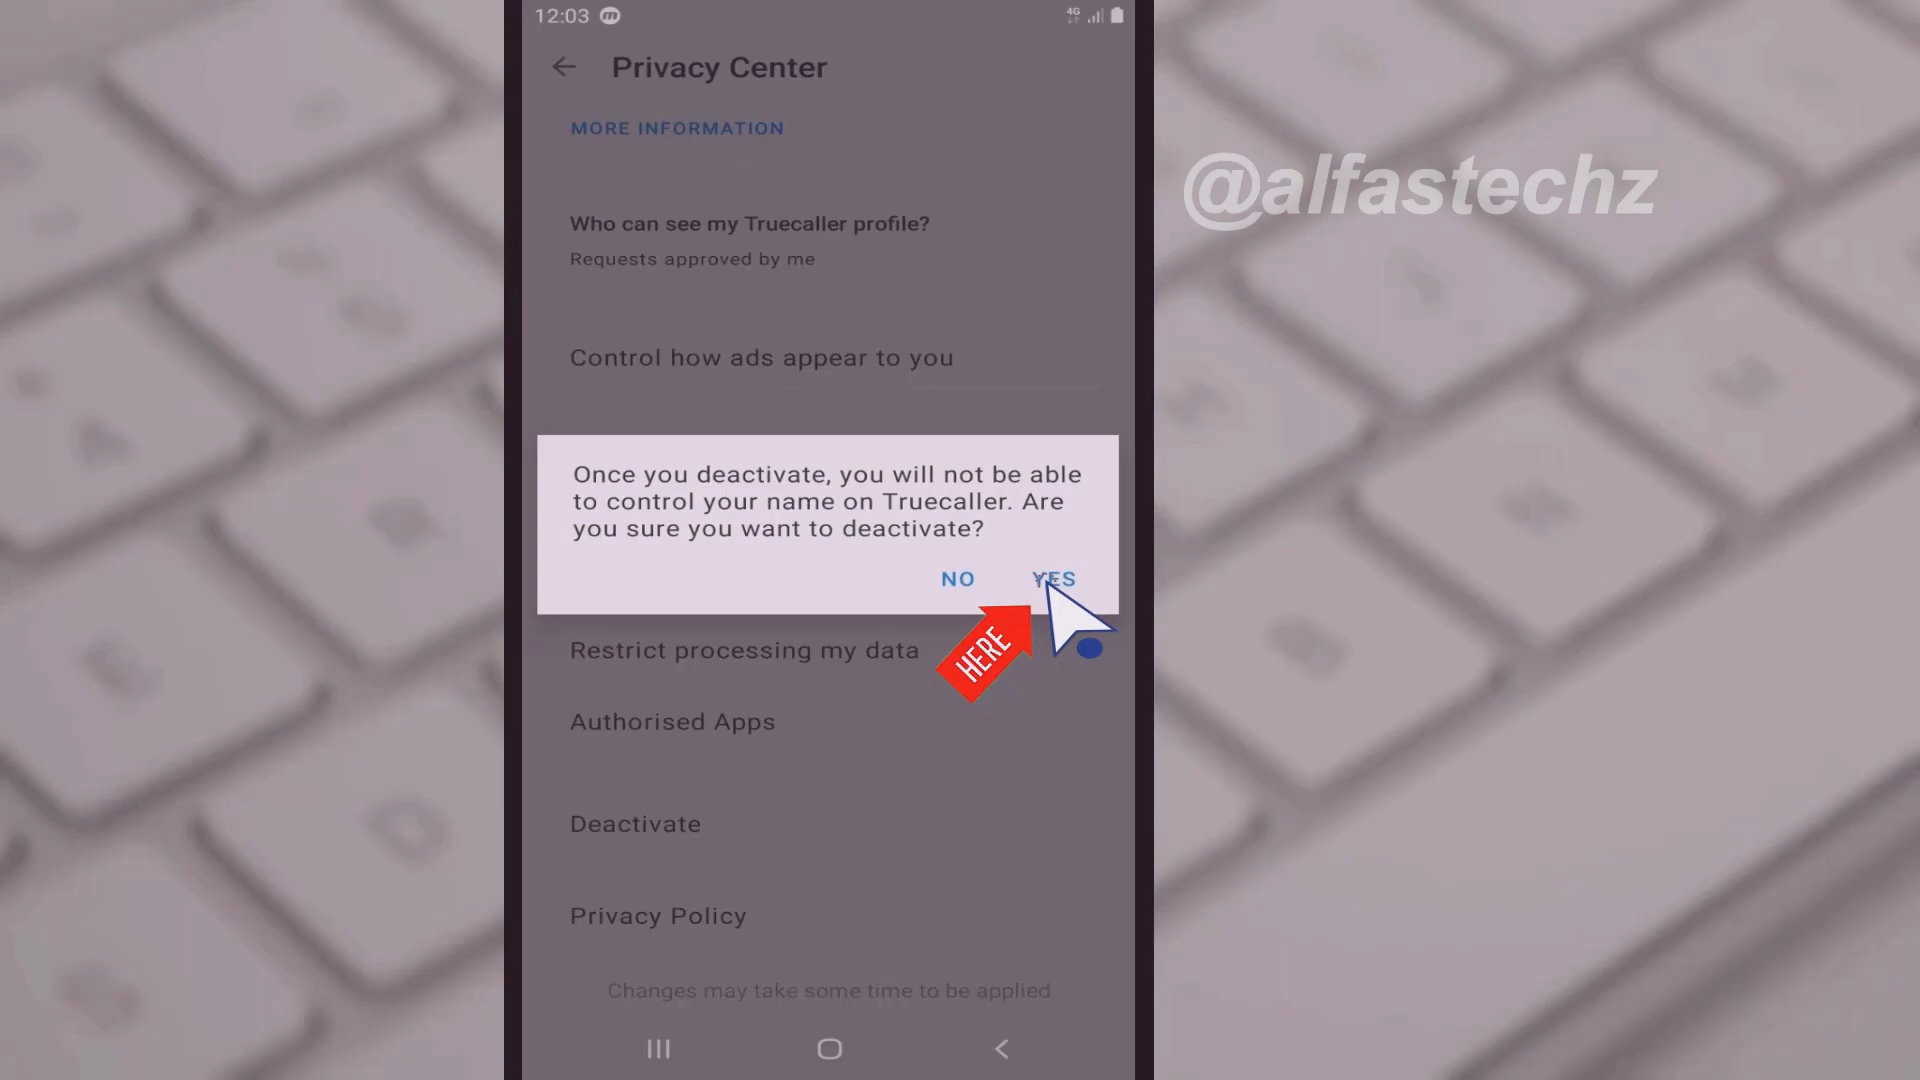 12:03
4G
Privacy Center
MORE INFORMATION
@alfastechz
Who can see my Truecaller profile?
Requests approved by me
Control how ads appear to you
Once you deactivate, you will not be able
to control your name on Truecaller. Are
you sure you want to deactivate?
NO YES
HERE
Restrict processing my data
Authorised Apps
Deactivate
Privacy Policy
Changes may take some time to be applied